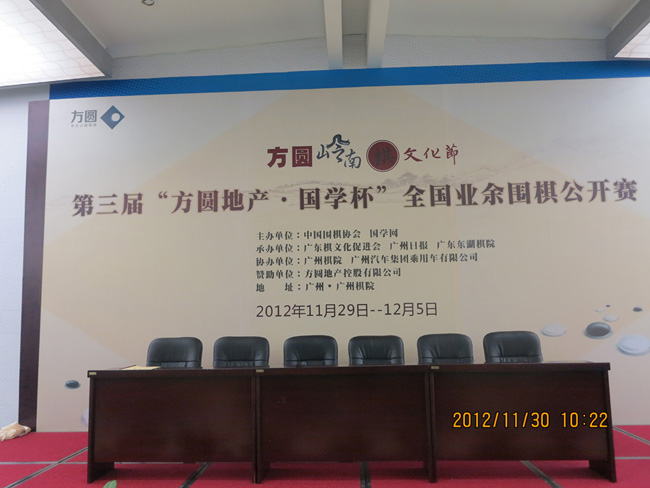 方圆
方圆岭南棋文化節
第三届“方圆地产·国学杯”全国业余围棋公开赛
主办单位：中国围棋协会 国学网
承办单位：广东棋文化促进会 广州日报 广东东湖棋院
协办单位：广州棋院 广州汽车集团乘用车有限公司
赞助单位：方圆地产控股有限公司
地 址：广州·广州棋院
2012年11月29日--12月5日
2012/11/30 10:22